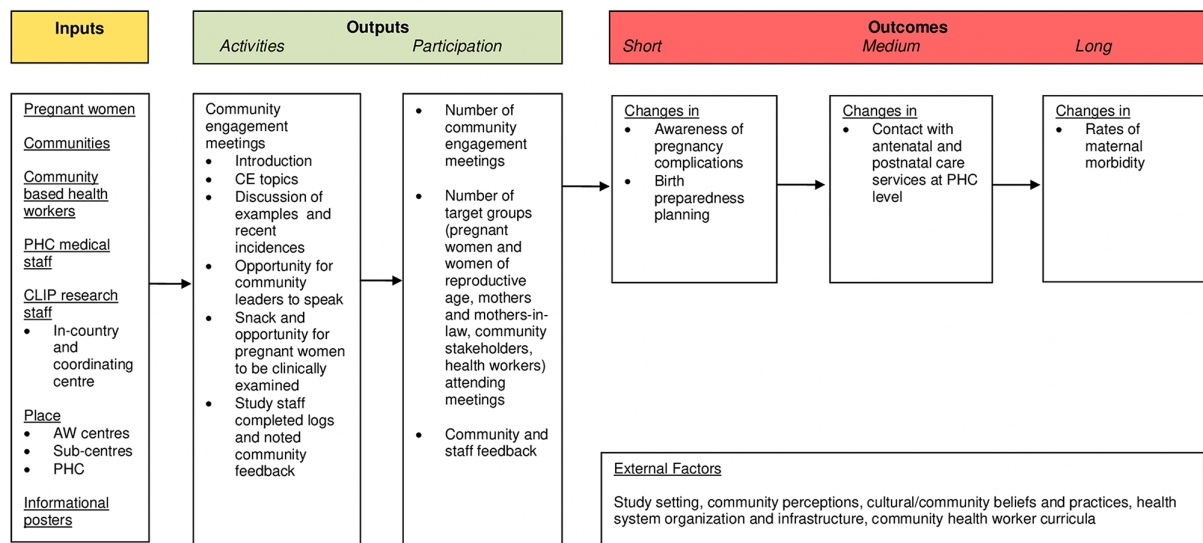 Inputs
Outputs
Activities
Participation
Outcomes
Short
Medium
Long
Pregnant women
Communities
Community
based health
workers
PHC medical
staff
CLIP research
staff
• In-country
and
coordinating
centre
Place
• AW centres
• Sub-centres
• PHC
Informational
posters
Community
engagement
meetings
• Introduction
• CE topics
• Discussion of
examples and
recent
incidences
• Opportunity for
community
leaders to speak
• Snack and
opportunity for
pregnant women
to be clinically
examined
• Study staff
completed logs
and noted
community
feedback
• Number of
community
engagement
meetings
• Number of
target groups
(pregnant
women and
women of
reproductive
age, mothers
and mothers-in-
law, community
stakeholders,
health workers)
attending
meetings
• Community and
staff feedback
Changes in
• Awareness of
pregnancy
complications
• Birth
preparedness
planning
Changes in
• Contact with
antenatal and
postnatal care
services at PHC
level
Changes in
• Rates of
maternal
morbidity
External Factors
Study setting, community perceptions, cultural/community beliefs and practices, health
system organization and infrastructure, community health worker curricula